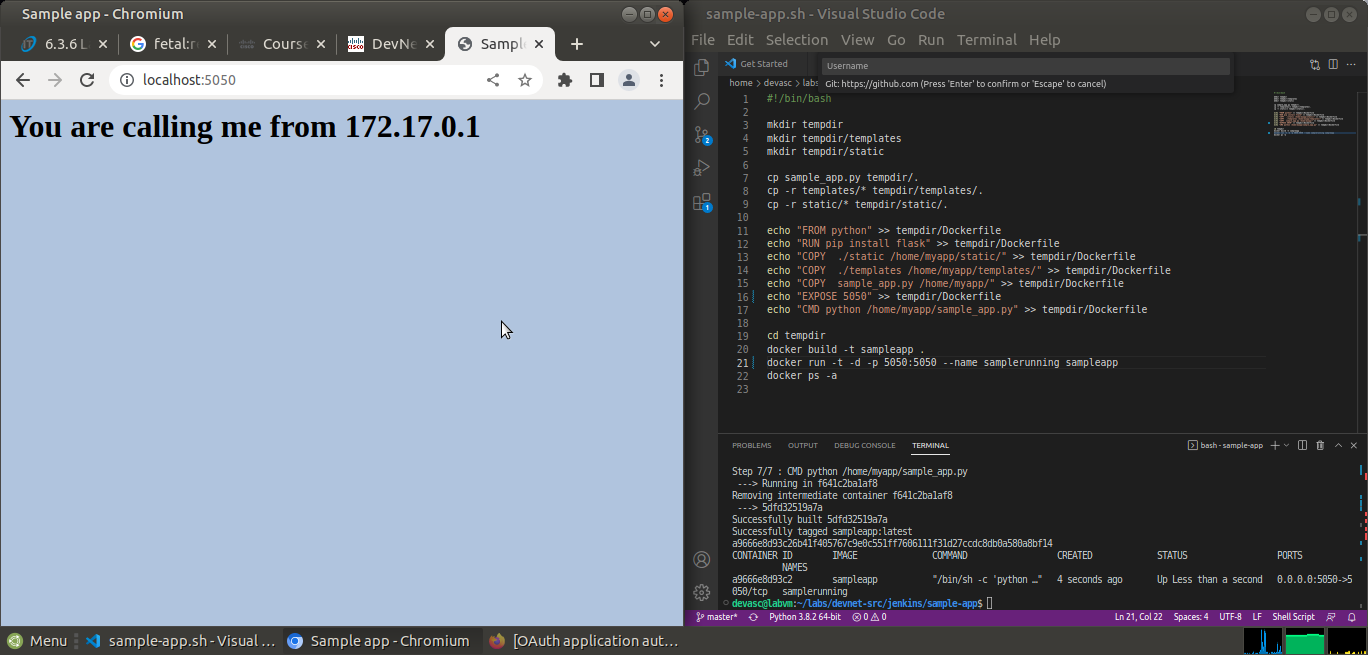 Sample app - Chromium
6.3.6 L
fetal:r
Course
DevNe
Sampl
localhost:5050
You are calling me from 172.17.0.1
sample-app.sh - Visual Studio Code
File Edit Selection View Go Run Terminal Help
Get Started
Username
Git: https://github.com (Press 'Enter' to confirm or 'Escape' to cancel)
home > devasc > labs
1 #!/bin/bash
2
3 mkdir tempdir
4 mkdir tempdir/templates
5 mkdir tempdir/static
6
7 cp sample_app.py tempdir/.
8 cp -r templates/* tempdir/templates/.
9 cp -r static/* tempdir/static/.
10
11 echo "FROM python" >> tempdir/Dockerfile
12 echo "RUN pip install flask" >> tempdir/Dockerfile
13 echo "COPY  ./static /home/myapp/static/" >> tempdir/Dockerfile
14 echo "COPY  ./templates /home/myapp/templates/" >> tempdir/Dockerfile
15 echo "COPY  sample_app.py /home/myapp/" >> tempdir/Dockerfile
16 echo "EXPOSE 5050" >> tempdir/Dockerfile
17 echo "CMD python /home/myapp/sample_app.py" >> tempdir/Dockerfile
18
19 cd tempdir
20 docker build -t sampleapp .
21 docker run -t -d -p 5050:5050 --name samplerunning sampleapp
22 docker ps -a
23
2
1
PROBLEMS OUTPUT DEBUG CONSOLE TERMINAL
bash - sample-app
Step 7/7 : CMD python /home/myapp/sample_app.py
 ---> Running in f641c2ba1af8
Removing intermediate container f641c2ba1af8
 ---> 5dfd32519a7a
Successfully built 5dfd32519a7a
Successfully tagged sampleapp:latest
a9666e8d93c26b41f405767c9e0c551ff7606111f31d27ccdc8db0a580a8bf14
CONTAINER ID IMAGE COMMAND CREATED STATUS PORTS
NAMES
a9666e8d93c2 sampleapp "/bin/sh -c 'python …" 4 seconds ago Up Less than a second 0.0.0.0:5050->5
050/tcp samplerunning
devasc@labvm:~/labs/devnet-src/jenkins/sample-app$
master* Python 3.8.2 64-bit 0 0 Ln 21, Col 22 Spaces: 4 UTF-8 LF Shell Script
Menu
sample-app.sh - Visual ...
Sample app - Chromium
[OAuth application aut...